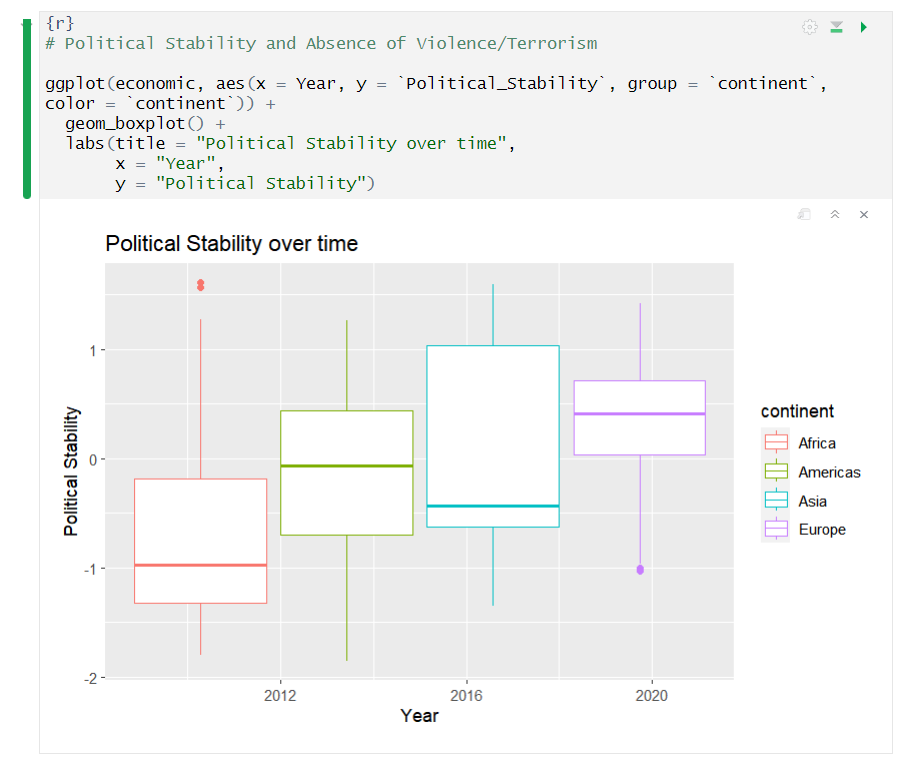 {r}
# Political Stability and Absence of Violence/Terrorism
ggplot(economic, aes(x = Year, y = `Political_Stability`, group = `continent`,
color = `continent`)) +
  geom_boxplot() +
  labs(title = "Political Stability over time",
       x = "Year",
       y = "Political Stability")
Political Stability over time
1
0
-1
-2
Political Stability
2012 2016 2020
Year
continent
Africa
Americas
Asia
Europe